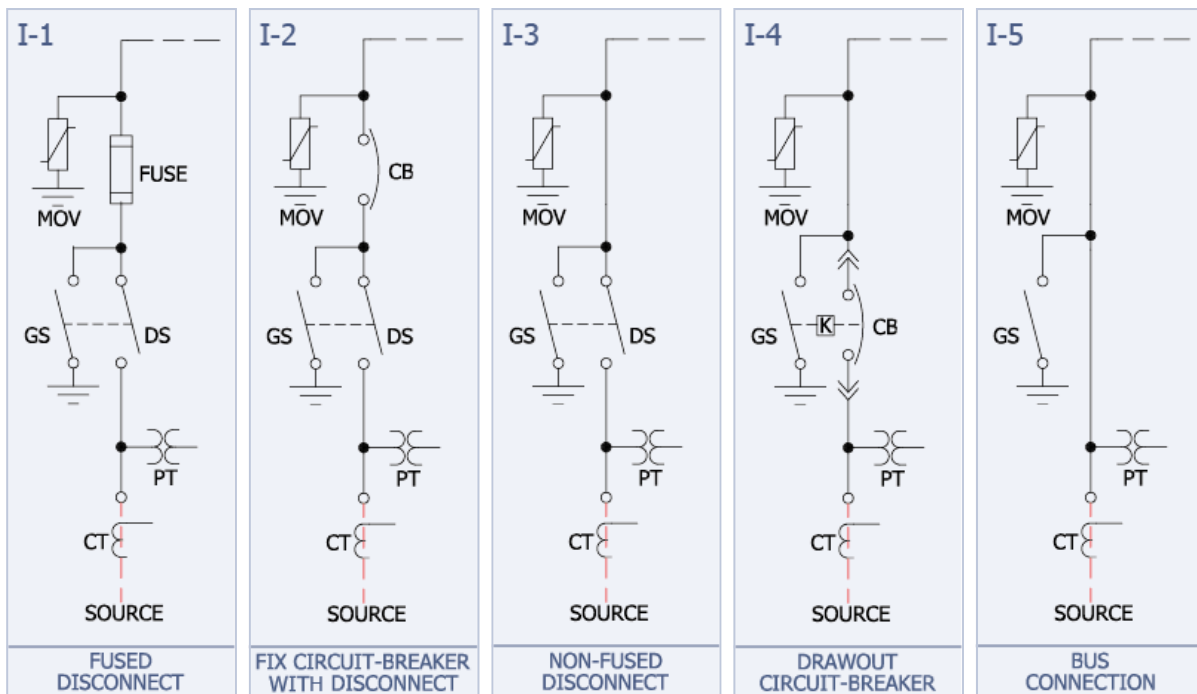 I-1
FUSE
MOV
GS
DS
PT
CT
SOURCE
FUSED
DISCONNECT
I-2
CB
MOV
GS
DS
PT
CT
SOURCE
FIX CIRCUIT-BREAKER
WITH DISCONNECT
I-3
MOV
GS
DS
PT
CT
SOURCE
NON-FUSED
DISCONNECT
I-4
MOV
GS
K
CB
PT
CT
SOURCE
DRAWOUT
CIRCUIT-BREAKER
I-5
MOV
GS
PT
CT
SOURCE
BUS
CONNECTION